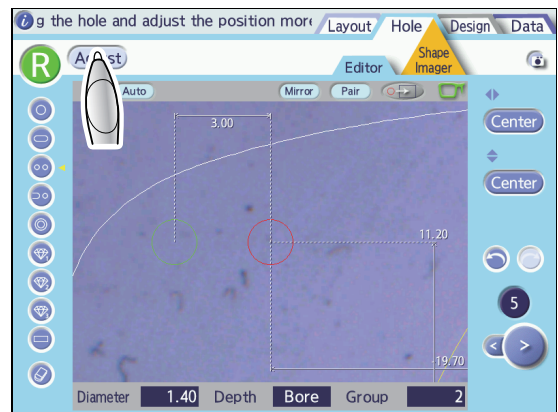 g the hole and adjust the position more
Layout Hole Design Data
R
Editor Shape Imager
Auto Mirror Pair
3.00
Center
Center
11.20
5
19.70
Diameter 1.40 Depth Bore Group 2